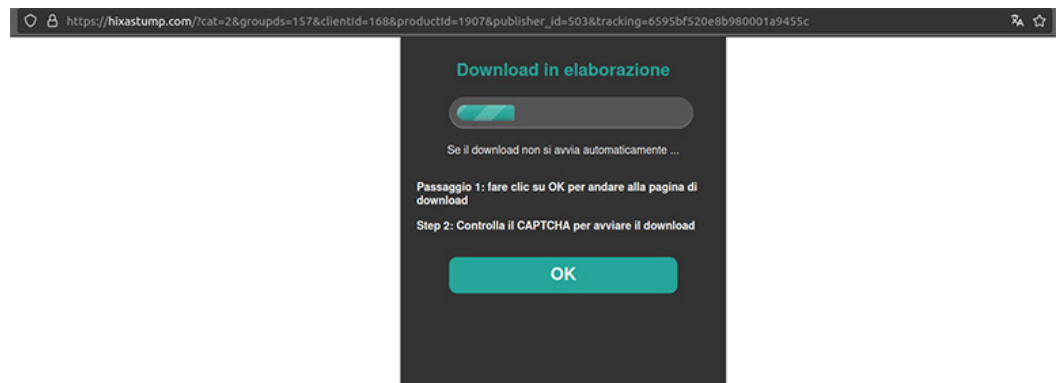 https://hixastump.com/?cat=2&groupds=157&clientId=168&productId=1907&publisher_id=503&tracking=6595bf520e8b980001a9455c
Download in elaborazione
Se il download non si avvia automaticamente ...
Passaggio 1: fare clic su OK per andare alla pagina di
download
Step 2: Controlla il CAPTCHA per avviare il download
OK